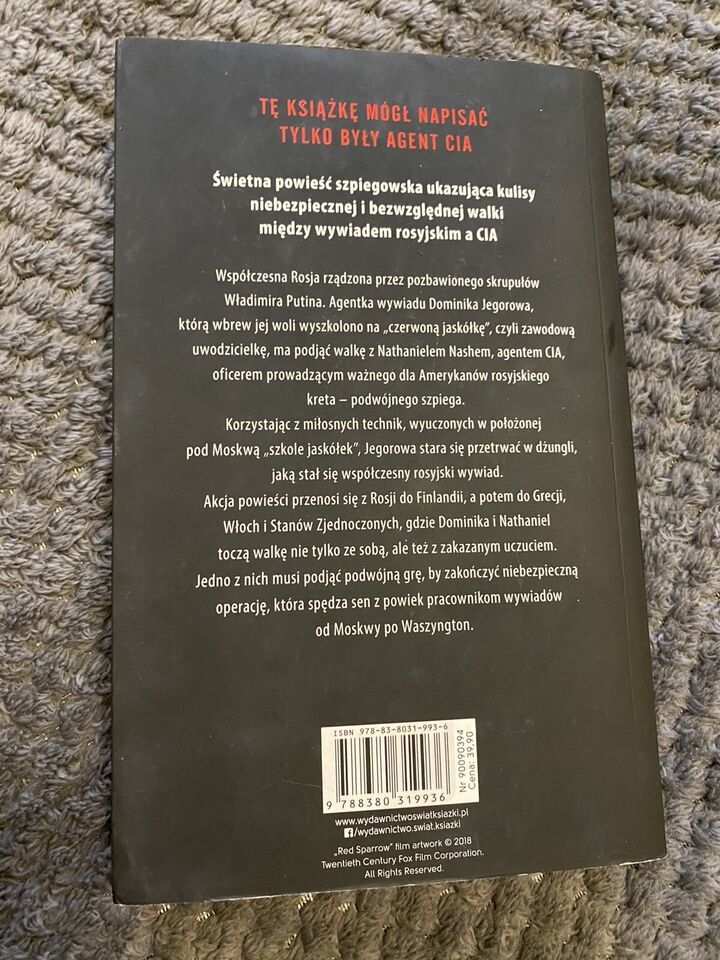 TĘ KSIĄŻKĘ MÓGŁ NAPISAĆ
TYLKO BYŁY AGENT CIA
Świetna powieść szpiegowska ukazująca kulisy
niebezpiecznej i bezwzględnej walki
między wywiadem rosyjskim a CIA
Współczesna Rosja rządzona przez pozbawionego skrupułów
Władimira Putina. Agentka wywiadu Dominika Jegorowa,
którą wbrew jej woli wyszkolono na „czerwoną jaskółkę”, czyli zawodową
uwodzicielkę, ma podjąć walkę z Nathanielem Nashem, agentem CIA,
oficerem prowadzącym ważnego dla Amerykanów rosyjskiego
kreta – podwójnego szpiega.
Korzystając z miłosnych technik, wyuczonych w położonej
pod Moskwą „szkole jaskółek”, Jegorowa stara się przetrwać w dżungli,
jaką stał się współczesny rosyjski wywiad.
Akcja powieści przenosi się z Rosji do Finlandii, a potem do Grecji,
Włoch i Stanów Zjednoczonych, gdzie Dominika i Nathaniel
toczą walkę nie tylko ze sobą, ale też z zakazanym uczuciem.
Jedno z nich musi podjąć podwójną grę, by zakończyć niebezpieczną
operację, która spędza sen z powiek pracownikom wywiadów
od Moskwy po Waszyngton.
ISBN 978-83-8031-993-6
9 788380 319936
Nr 90090394
Cena: 39,90
www.wydawnictwoswiatksiazki.pl
f/wydawnictwo.swiat.ksiazki
„Red Sparrow” film artwork © 2018
Twentieth Century Fox Film Corporation.
All Rights Reserved.